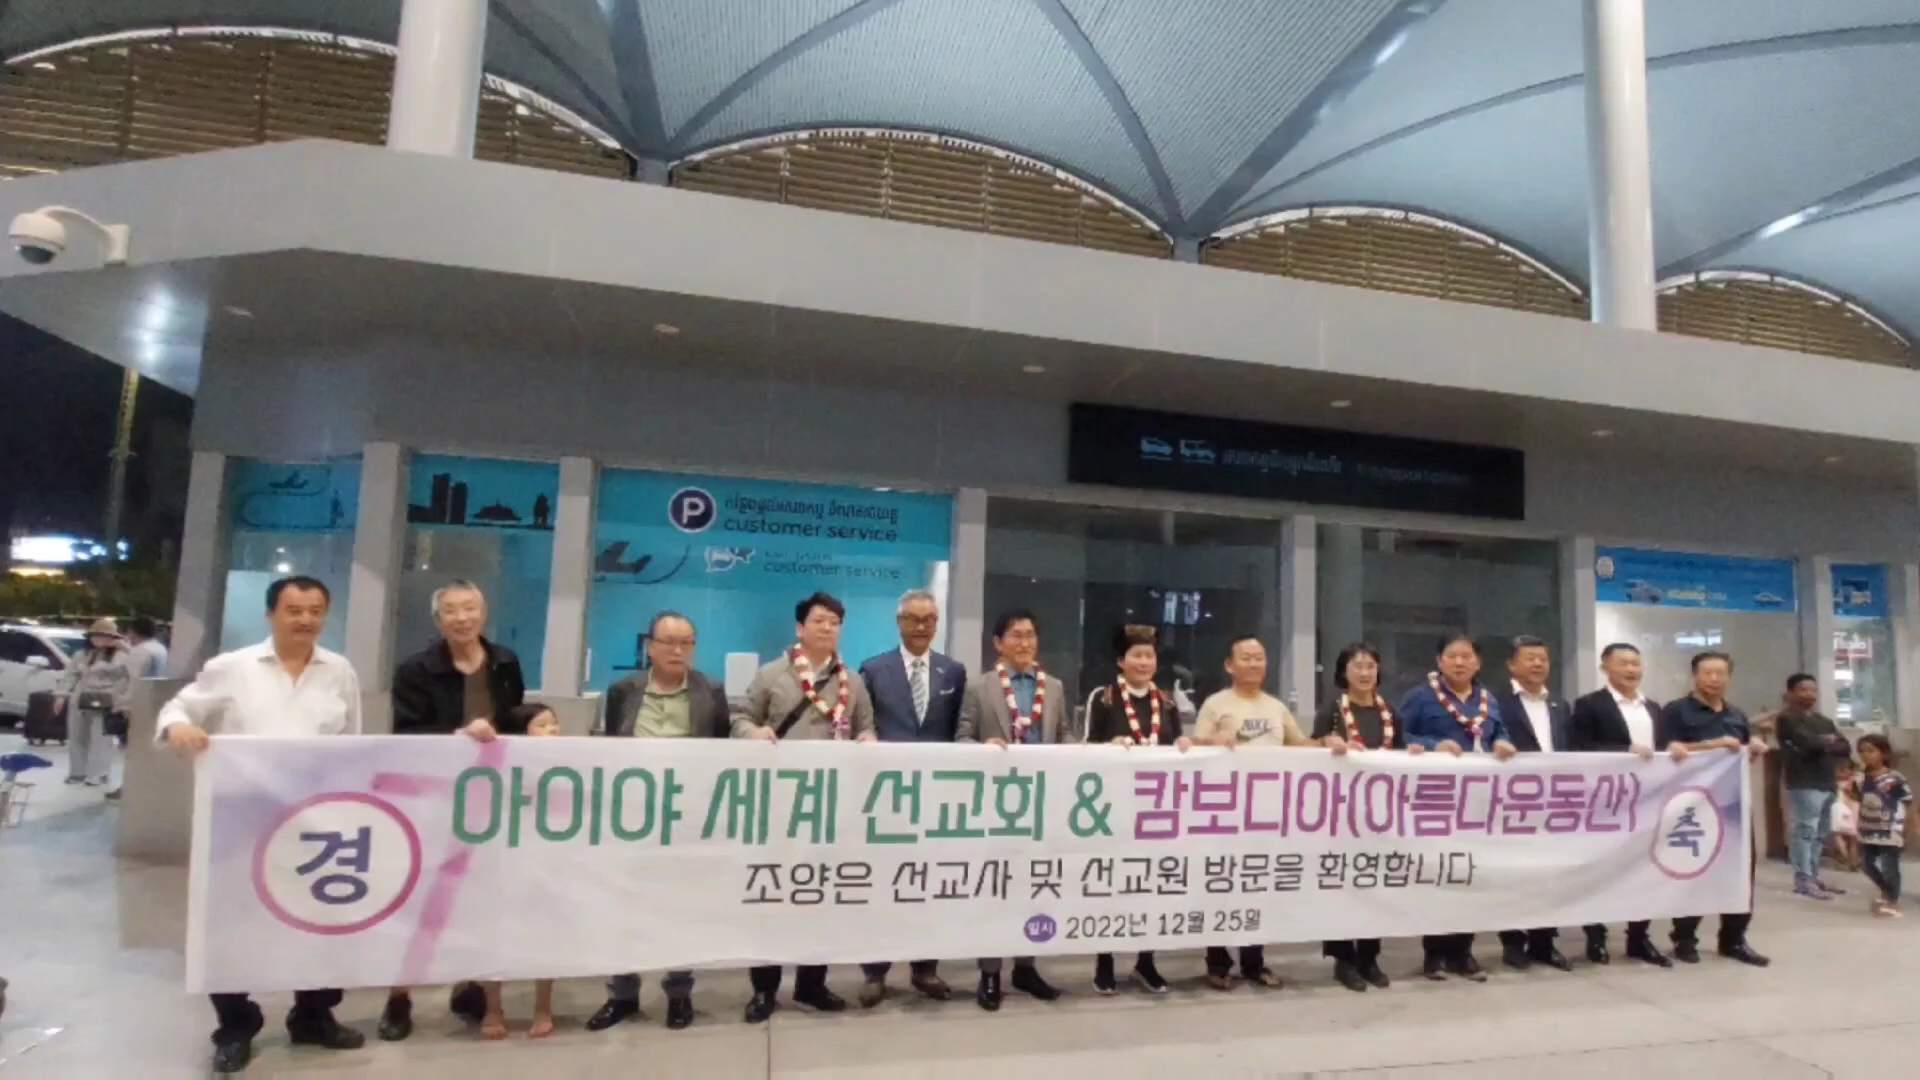 P
customer service
customer service
경 아이야 세계 선교회 & 캄보디아(아름다운동산) 축
조양은 선교사 및 선교원 방문을 환영합니다
일시 2022년 12월 25일